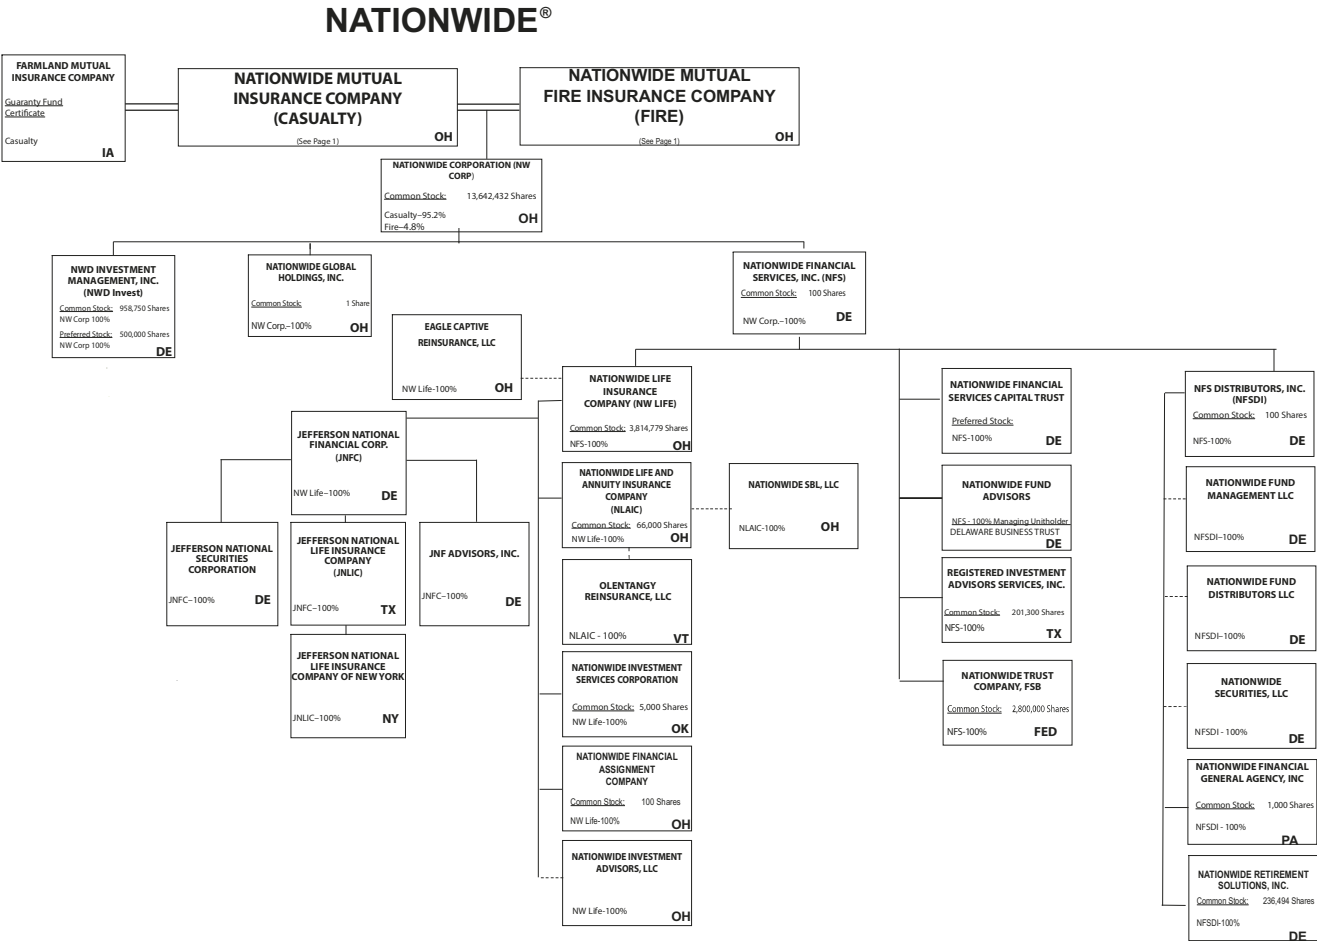 NATIONWIDE®
FARMLAND MUTUAL
INSURANCE COMPANY
Guaranty Fund
Certificate
Casualty
IA
NATIONWIDE MUTUAL
INSURANCE COMPANY
(CASUALTY)
(See Page 1)
OH
NATIONWIDE MUTUAL
FIRE INSURANCE COMPANY
(FIRE)
(See Page 1)
OH
NATIONWIDE CORPORATION (NW
CORP)
Common Stock: 13,642,432 Shares
Casualty–95.2%
Fire–4.8%
OH
NWD INVESTMENT
MANAGEMENT, INC.
(NWD Invest)
Common Stock: 958,750 Shares
NW Corp 100%
Preferred Stock: 500,000 Shares
NW Corp 100%
DE
NATIONWIDE GLOBAL
HOLDINGS, INC.
Common Stock: 1 Share
NW Corp.–100%
OH
NATIONWIDE FINANCIAL
SERVICES, INC. (NFS)
Common Stock: 100 Shares
NW Corp.–100%
DE
EAGLE CAPTIVE
REINSURANCE, LLC
NW Life-100%
OH
NATIONWIDE LIFE
INSURANCE
COMPANY (NW LIFE)
Common Stock: 3,814,779 Shares
NFS-100%
OH
JEFFERSON NATIONAL
FINANCIAL CORP.
(JNFC)
NW Life–100%
DE
JEFFERSON NATIONAL
SECURITIES
CORPORATION
JNFC–100%
DE
JEFFERSON NATIONAL
LIFE INSURANCE
COMPANY
(JNLIC)
JNFC–100%
TX
JNF ADVISORS, INC.
JNFC–100%
DE
JEFFERSON NATIONAL
LIFE INSURANCE
COMPANY OF NEW YORK
JNLIC–100%
NY
NATIONWIDE LIFE AND
ANNUITY INSURANCE
COMPANY
(NLAIC)
Common Stock: 66,000 Shares
NW Life-100%
OH
NATIONWIDE SBL, LLC
NLAIC-100%
OH
OLENTANGY
REINSURANCE, LLC
NLAIC - 100%
VT
NATIONWIDE INVESTMENT
SERVICES CORPORATION
Common Stock: 5,000 Shares
NW Life-100%
OK
NATIONWIDE FINANCIAL
ASSIGNMENT
COMPANY
Common Stock: 100 Shares
NW Life-100%
OH
NATIONWIDE INVESTMENT
ADVISORS, LLC
NW Life-100%
OH
NATIONWIDE FINANCIAL
SERVICES CAPITAL TRUST
Preferred Stock:
NFS-100%
DE
NATIONWIDE FUND
ADVISORS
NFS - 100% Managing Unitholder
DELAWARE BUSINESS TRUST
DE
REGISTERED INVESTMENT
ADVISORS SERVICES, INC.
Common Stock: 201,300 Shares
NFS-100%
TX
NATIONWIDE TRUST
COMPANY, FSB
Common Stock: 2,800,000 Shares
NFS-100%
FED
NFS DISTRIBUTORS, INC.
(NFSDI)
Common Stock: 100 Shares
NFS-100%
DE
NATIONWIDE FUND
MANAGEMENT LLC
NFSDI–100%
DE
NATIONWIDE FUND
DISTRIBUTORS LLC
NFSDI–100%
DE
NATIONWIDE
SECURITIES, LLC
NFSDI - 100%
DE
NATIONWIDE FINANCIAL
GENERAL AGENCY, INC
Common Stock: 1,000 Shares
NFSDI - 100%
PA
NATIONWIDE RETIREMENT
SOLUTIONS, INC.
Common Stock: 236,494 Shares
NFSDI-100%
DE